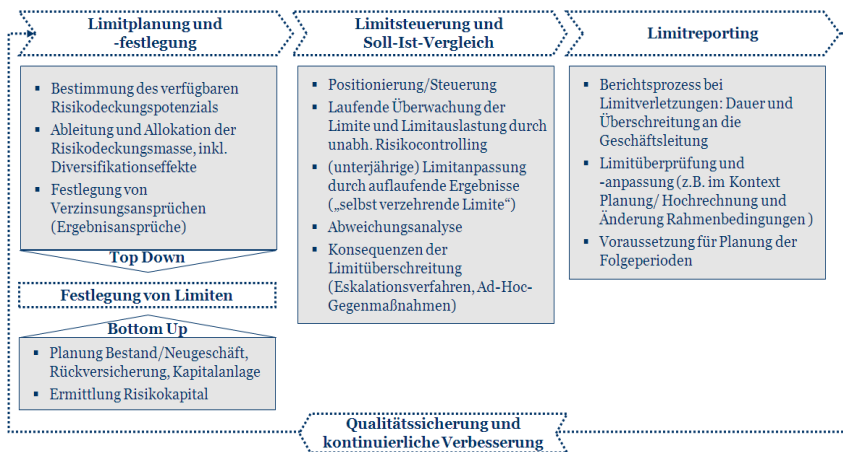 Limitplanung und
-festlegung
▪ Bestimmung des verfügbaren
Risikodeckungspotenzials
▪ Ableitung und Allokation der
Risikodeckungsmasse, inkl.
Diversifikationseffekte
▪ Festlegung von
Verzinsungsansprüchen
(Ergebnisansprüche)
Top Down
Festlegung von Limiten
Bottom Up
▪ Planung Bestand/Neugeschäft,
Rückversicherung, Kapitalanlage
▪ Ermittlung Risikokapital
Limitsteuerung und
Soll-Ist-Vergleich
▪ Positionierung/Steuerung
▪ Laufende Überwachung der
Limite und Limitauslastung durch
unabh. Risikocontrolling
▪ (unterjährige) Limitanpassung
durch auflaufende Ergebnisse
(„selbst verzehrende Limite“)
▪ Abweichungsanalyse
▪ Konsequenzen der
Limitüberschreitung
(Eskalationsverfahren, Ad-Hoc-
Gegenmaßnahmen)
Limitreporting
▪ Berichtsprozess bei
Limitverletzungen: Dauer und
Überschreitung an die
Geschäftsleitung
▪ Limitüberprüfung und
-anpassung (z.B. im Kontext
Planung/ Hochrechnung und
Änderung Rahmenbedingungen )
▪ Voraussetzung für Planung der
Folgeperioden
Qualitätssicherung und
kontinuierliche Verbesserung